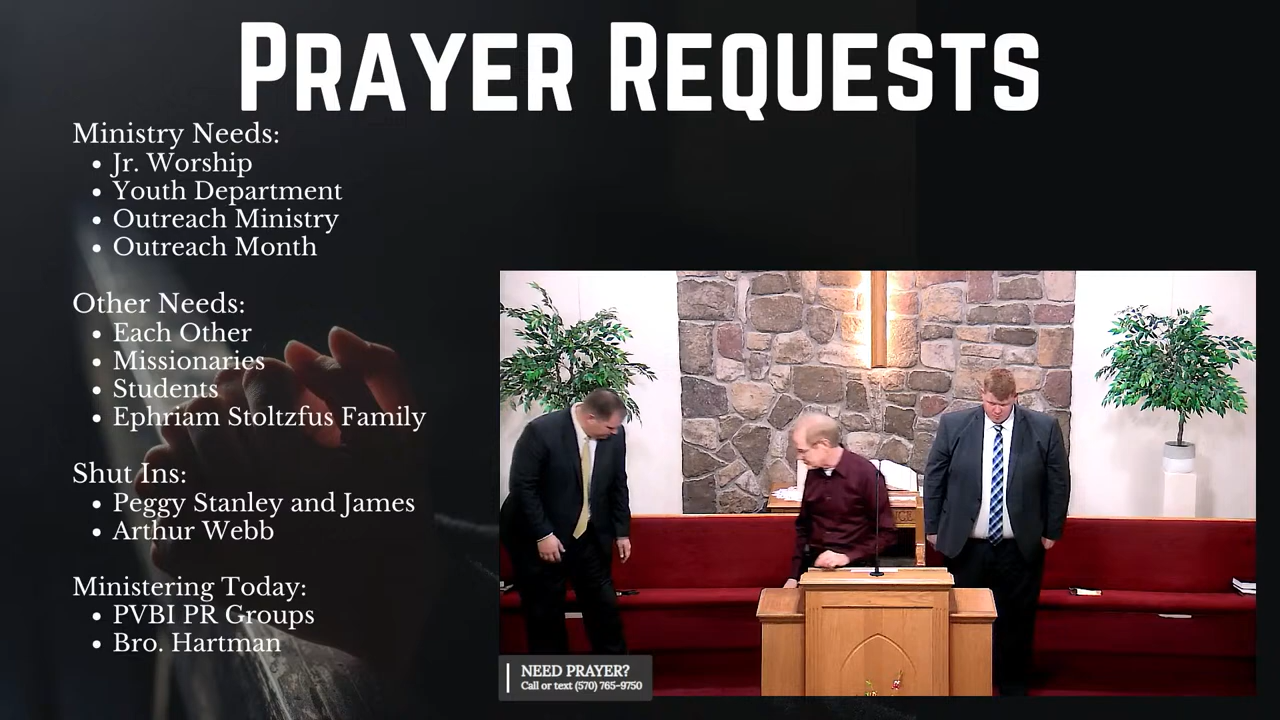 PRAYER REQUESTS
Ministry Needs:
• Jr. Worship
• Youth Department
• Outreach Ministry
• Outreach Month
Other Needs:
• Each Other
• Missionaries
• Students
• Ephriam Stoltzfus Family
Shut Ins:
• Peggy Stanley and James
• Arthur Webb
Ministering Today:
• PVBI PR Groups
• Bro. Hartman
NEED PRAYER?
Call or text (570) 765-9750